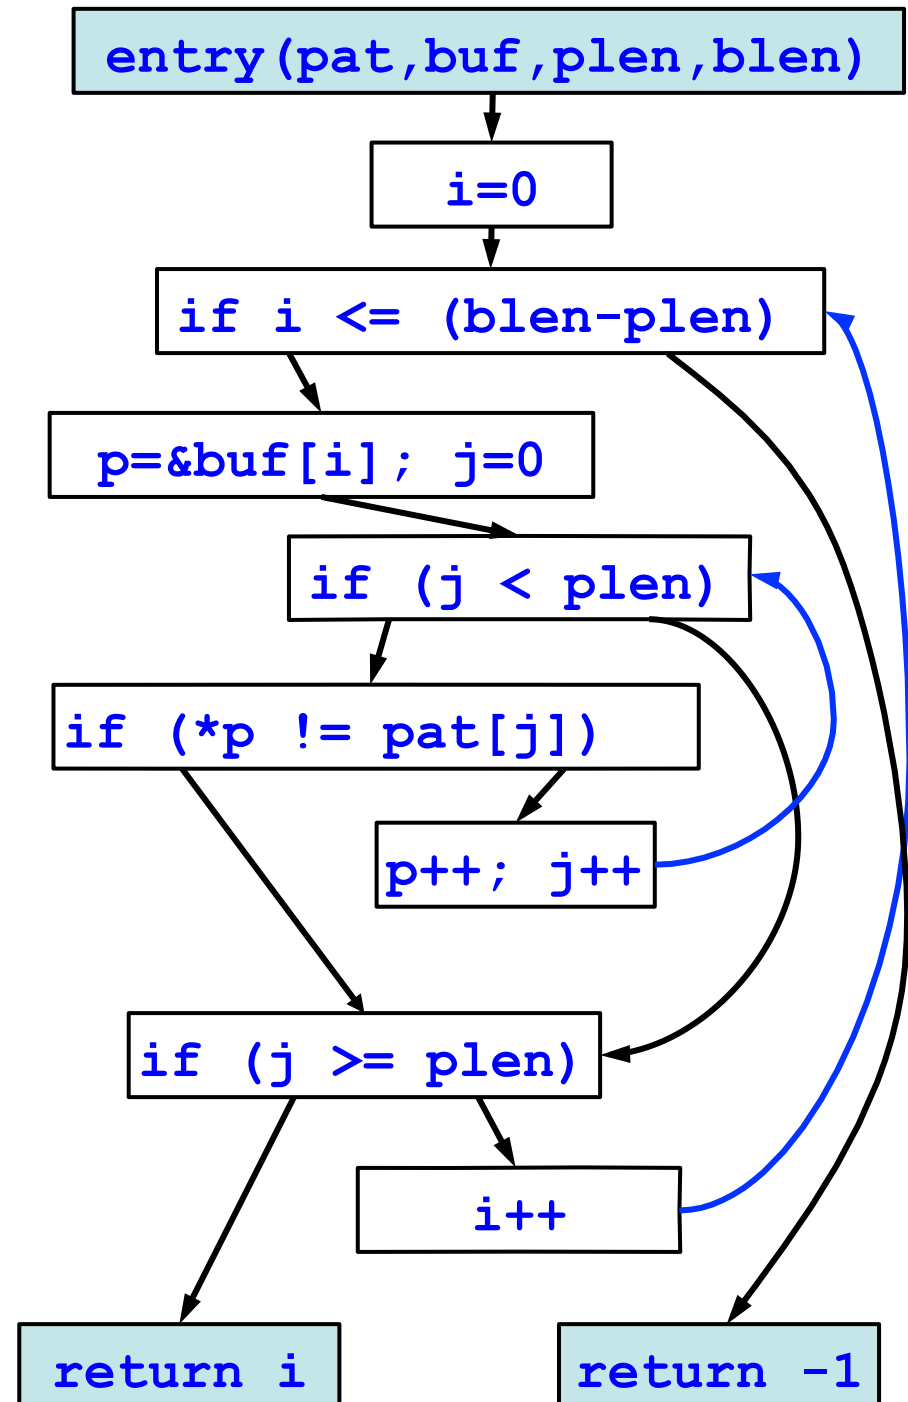 entry(pat,buf,plen,blen)
i=0
if i <= (blen-plen)
p=&buf[i]; j=0
if (j < plen)
if (*p != pat[j])
p++; j++
if (j >= plen)
i++
return i
return -1